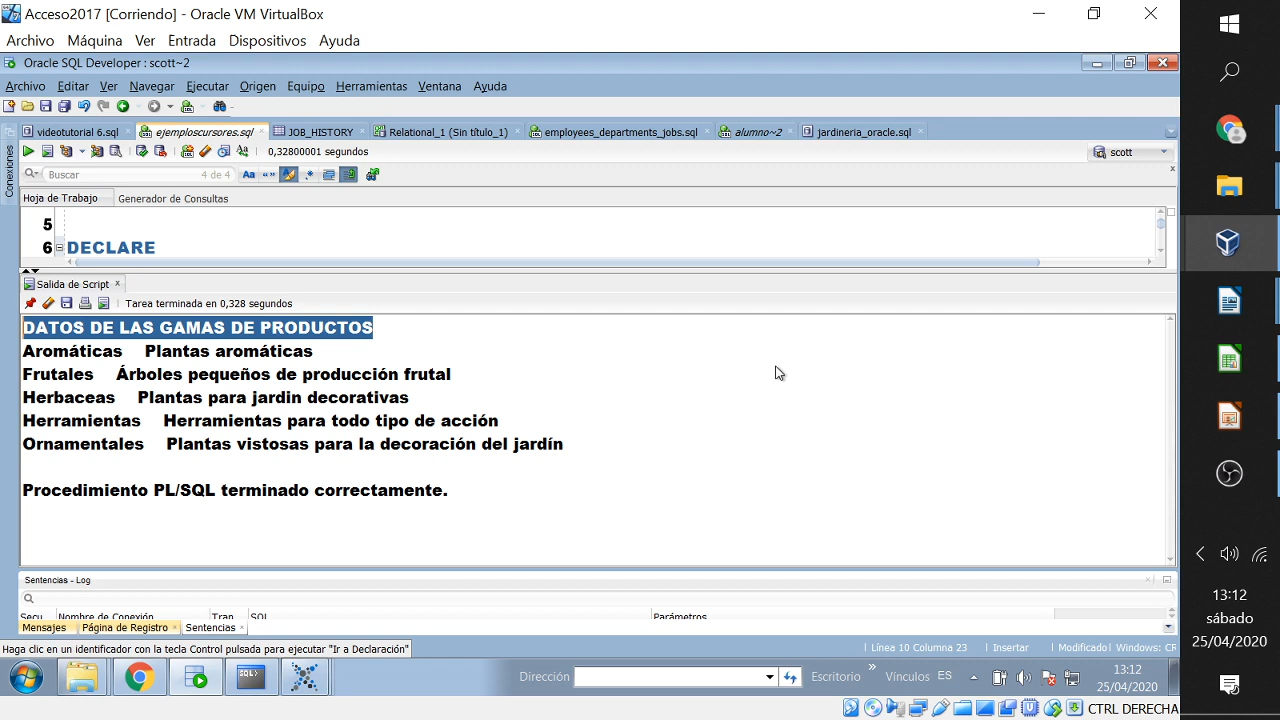 Acceso2017 [Corriendo] - Oracle VM VirtualBox
Archivo Máquina Ver Entrada Dispositivos Ayuda
Oracle SQL Developer : scott~2
Archivo Editar Ver Navegar Ejecutar Origen Equipo Herramientas Ventana Ayuda
videotutorial 6.sql ejemploscursores.sql JOB_HISTORY Relational_1 (Sin título_1) employees_departments_jobs.sql alumno~2 jardineria_oracle.sql
0,32800001 segundos
scott
Buscar 4 de 4
Conexiones
Hoja de Trabajo Generador de Consultas
5
6 DECLARE
Salida de Script
Tarea terminada en 0,328 segundos
DATOS DE LAS GAMAS DE PRODUCTOS
Aromáticas Plantas aromáticas
Frutales Árboles pequeños de producción frutal
Herbaceas Plantas para jardin decorativas
Herramientas Herramientas para todo tipo de acción
Ornamentales Plantas vistosas para la decoración del jardín
Procedimiento PL/SQL terminado correctamente.
Sentencias - Log
Secu Nombre de Conexión Tran SQL Parámetros
Mensajes Página de Registro Sentencias
Haga clic en un identificador con la tecla Control pulsada para ejecutar "Ir a Declaración"
Línea 10 Columna 23 Insertar Modificado Windows: CR
Dirección Escritorio Vínculos ES
13:12
25/04/2020
CTRL DERECHA
13:12
sábado
25/04/2020